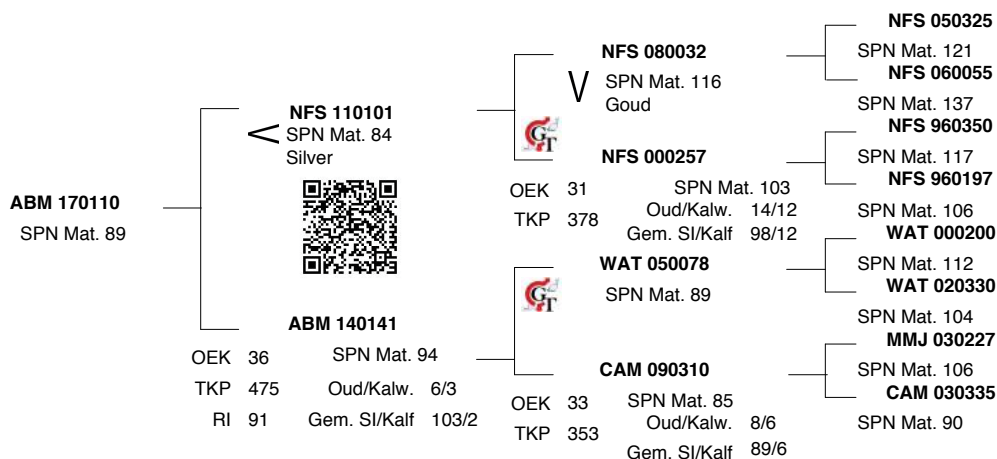 ABM 170110
SPN Mat. 89
NFS 110101
SPN Mat. 84
Silver
ABM 140141
OEK 36 SPN Mat. 94
TKP 475 Oud/Kalw. 6/3
RI 91 Gem. SI/Kalf 103/2
NFS 080032
SPN Mat. 116
Goud
GT
NFS 000257
OEK 31 SPN Mat. 103
TKP 378 Oud/Kalw. 14/12
Gem. SI/Kalf 98/12
WAT 050078
GT
SPN Mat. 89
CAM 090310
OEK 33 SPN Mat. 85
TKP 353 Oud/Kalw. 8/6
Gem. SI/Kalf 89/6
NFS 050325
SPN Mat. 121
NFS 060055
SPN Mat. 137
NFS 960350
SPN Mat. 117
NFS 960197
SPN Mat. 106
WAT 000200
SPN Mat. 112
WAT 020330
SPN Mat. 104
MMJ 030227
SPN Mat. 106
CAM 030335
SPN Mat. 90